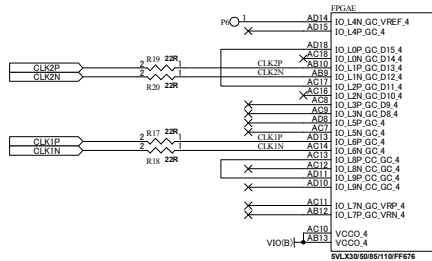 FPGAE
P6 1 AD14 IO_L4N_GC_VREF_4
AD15 IO_L4P_GC_4
AD18 IO_L0P_GC_D15_4
AC18 IO_L0N_GC_D14_4
CLK2P 2 R19 22R 1 CLK2P AB10 IO_L1P_GC_D13_4
CLK2N 2 R20 22R 1 CLK2N AB9 IO_L1N_GC_D12_4
AC17 IO_L2P_GC_D11_4
AC16 IO_L2N_GC_D10_4
AC8 IO_L3P_GC_D9_4
AC9 IO_L3N_GC_D8_4
AD8 IO_L5P_GC_4
AC7 IO_L5N_GC_4
CLK1P 2 R17 22R 1 CLK1P AD13 IO_L6P_GC_4
CLK1N 2 R18 22R 1 CLK1N AC14 IO_L6N_GC_4
AC13 IO_L8P_CC_GC_4
AC12 IO_L8N_CC_GC_4
AD11 IO_L9P_CC_GC_4
AD10 IO_L9N_CC_GC_4
AC11 IO_L7N_GC_VRP_4
AB12 IO_L7P_GC_VRN_4
AC10 VCCO_4
VIO(B) AB13 VCCO_4
5VLX30/50/85/110/FF676